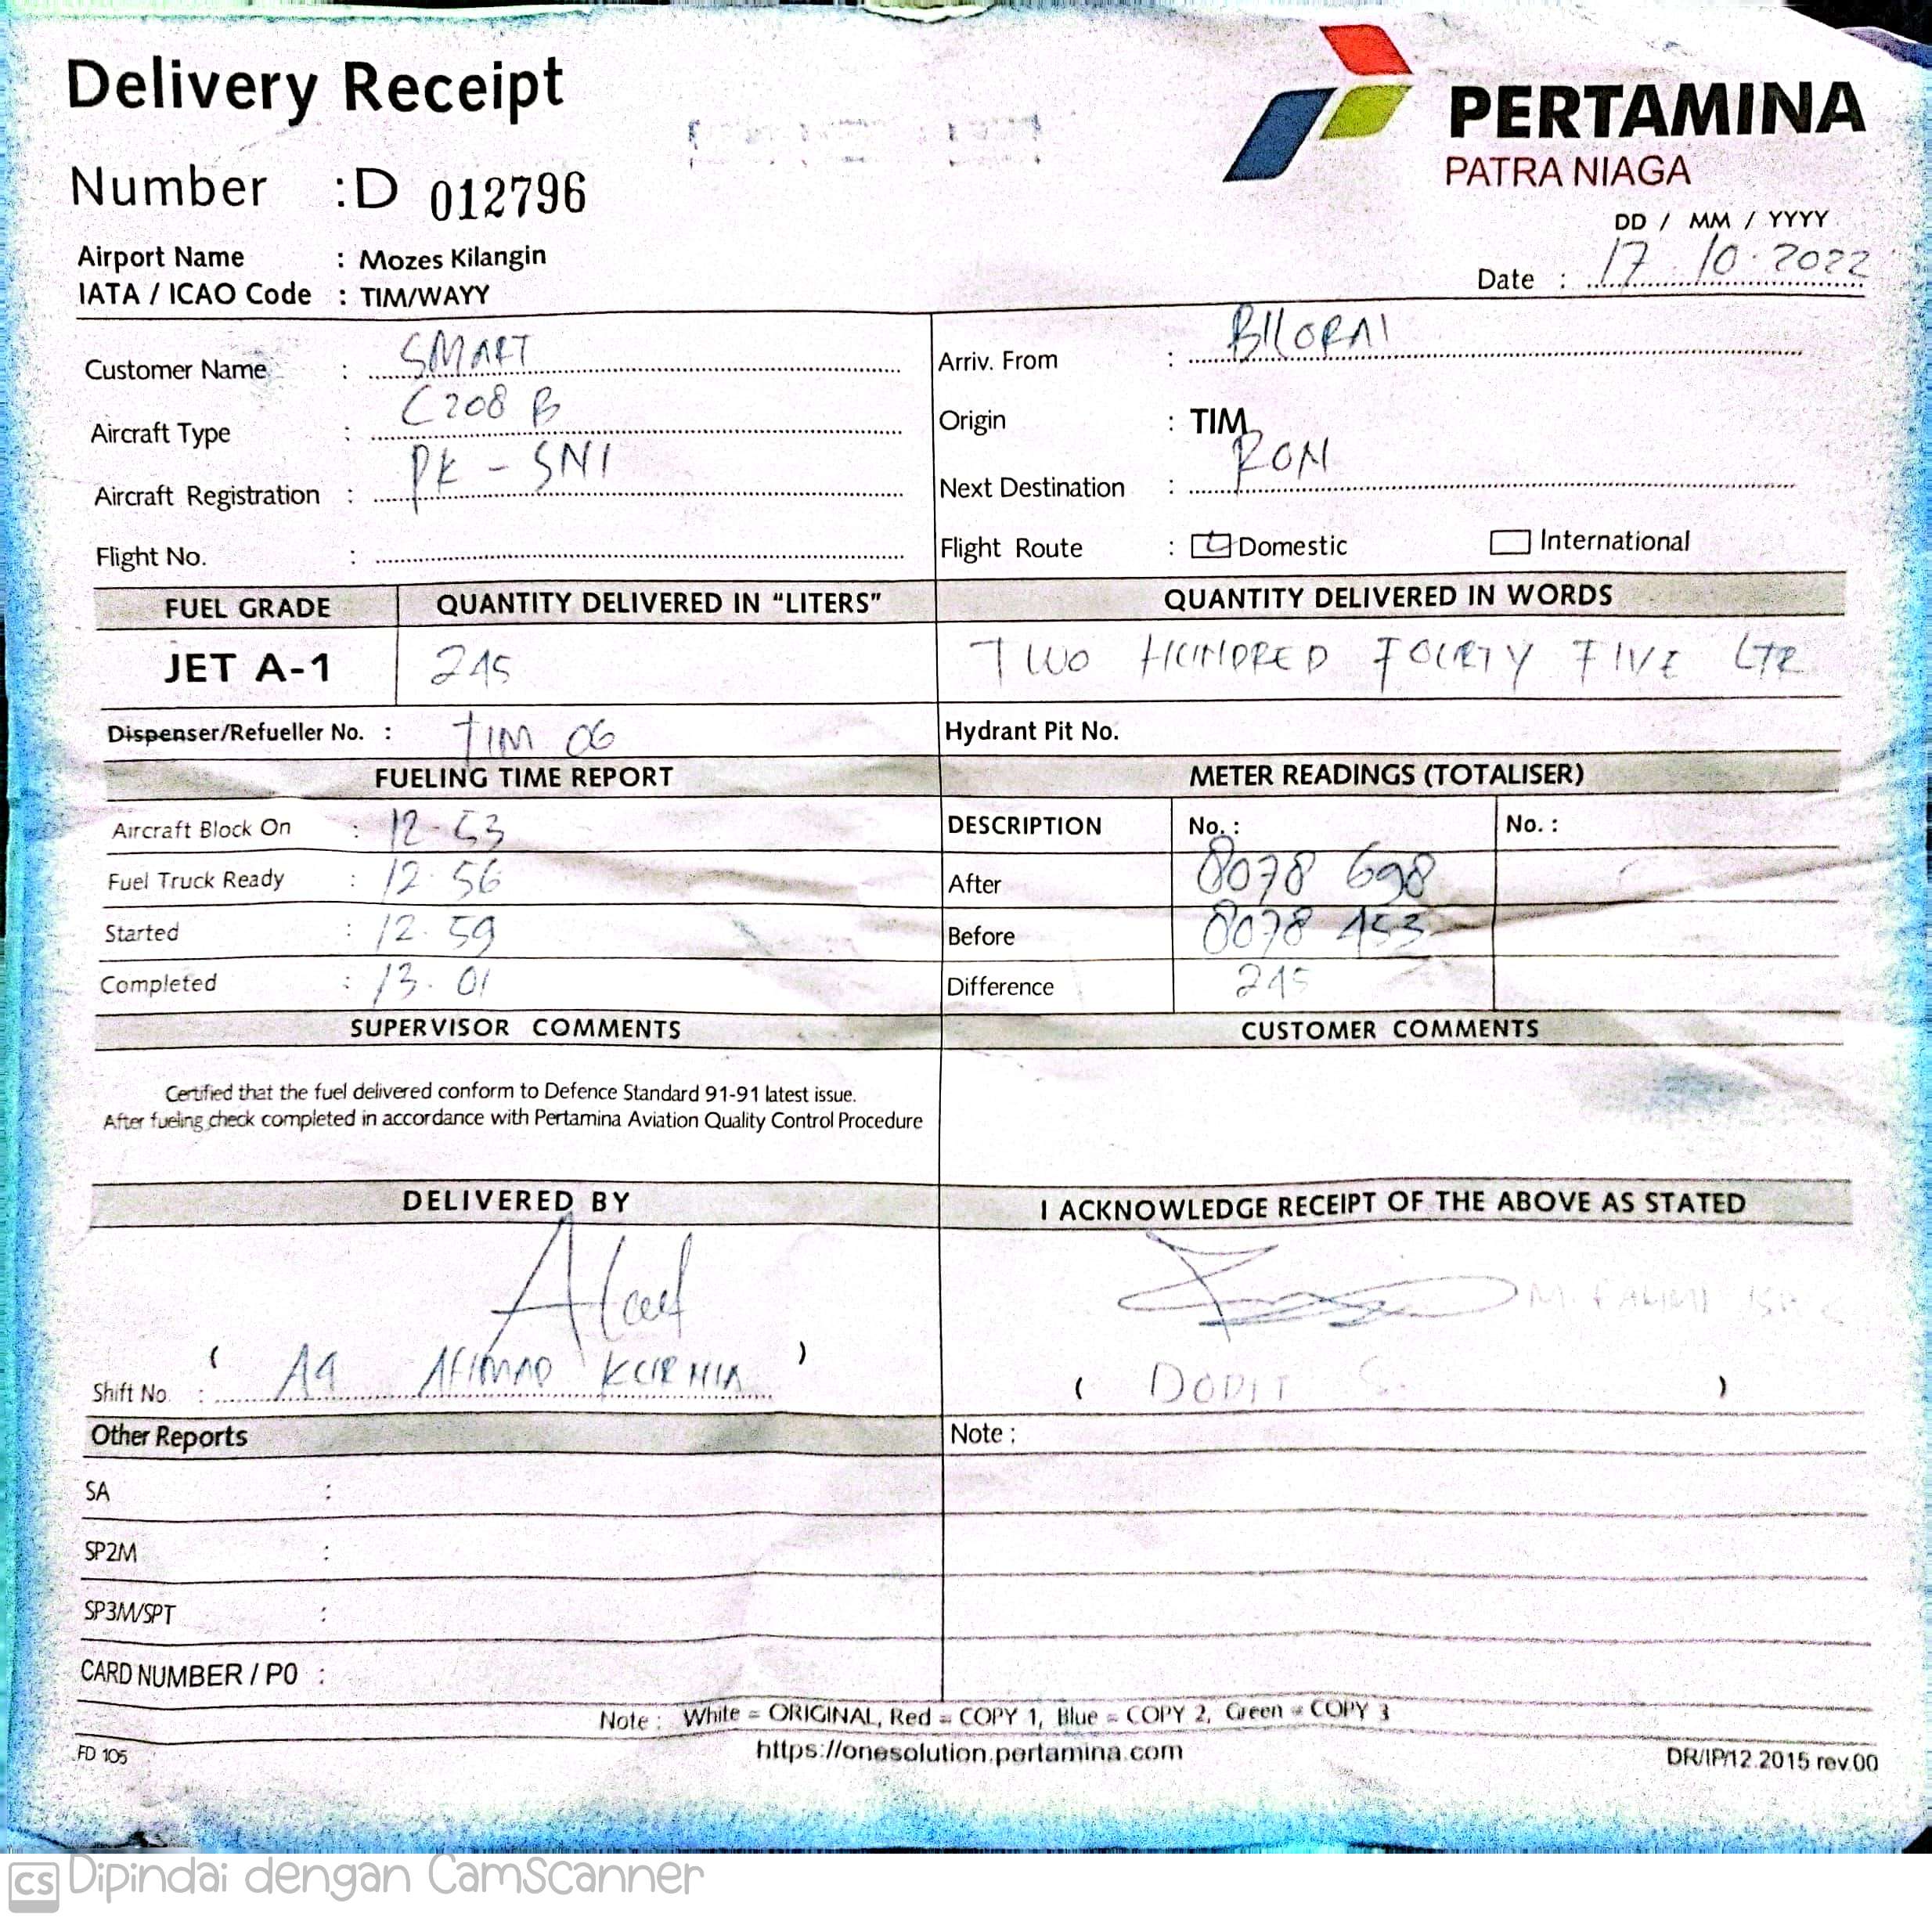 Delivery Receipt
PERTAMINA
PATRA NIAGA
Number : D 012796
DD / MM / YYYY
Airport Name : Mozes Kilangin
Date : 17 10 · 2022
IATA / ICAO Code : TIM/WAYY
Customer Name : SMART
Arriv. From : BILORAI
Aircraft Type : C208 B
Origin : TIM
Aircraft Registration : PK - SNI
Next Destination : RON
Flight No. :
Flight Route : Domestic International
FUEL GRADE QUANTITY DELIVERED IN "LITERS" QUANTITY DELIVERED IN WORDS
JET A-1 245 TWO HUNDRED FOURTY FIVE LTR
Dispenser/Refueller No. : TIM 06 Hydrant Pit No.
FUELING TIME REPORT METER READINGS (TOTALISER)
Aircraft Block On : 12-53 DESCRIPTION No. : No. :
Fuel Truck Ready : 12·56 After 8078 698
Started : 12·59 Before 8078 453
Completed : 13·01 Difference 245
SUPERVISOR COMMENTS CUSTOMER COMMENTS
Certified that the fuel delivered conform to Defence Standard 91-91 latest issue.
After fueling check completed in accordance with Pertamina Aviation Quality Control Procedure
DELIVERED BY I ACKNOWLEDGE RECEIPT OF THE ABOVE AS STATED
Shift No. : ( AHMAD KURNIA ) ( DODIT S. )
Other Reports Note :
SA :
SP2M :
SP3M/SPT :
CARD NUMBER / PO :
Note : White = ORIGINAL, Red = COPY 1, Blue = COPY 2, Green = COPY 3
FD 105 https://onesolution.pertamina.com DR/IP/12.2015 rev.00
CS Dipindai dengan CamScanner